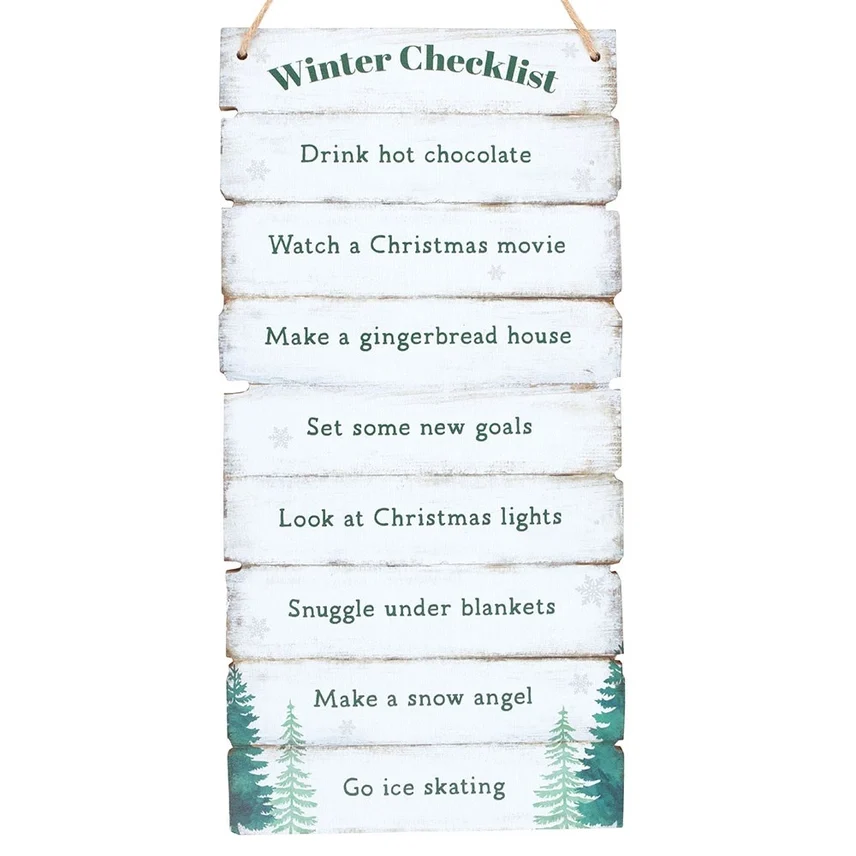 Winter Checklist
Drink hot chocolate
Watch a Christmas movie
Make a gingerbread house
Set some new goals
Look at Christmas lights
Snuggle under blankets
Make a snow angel
Go ice skating